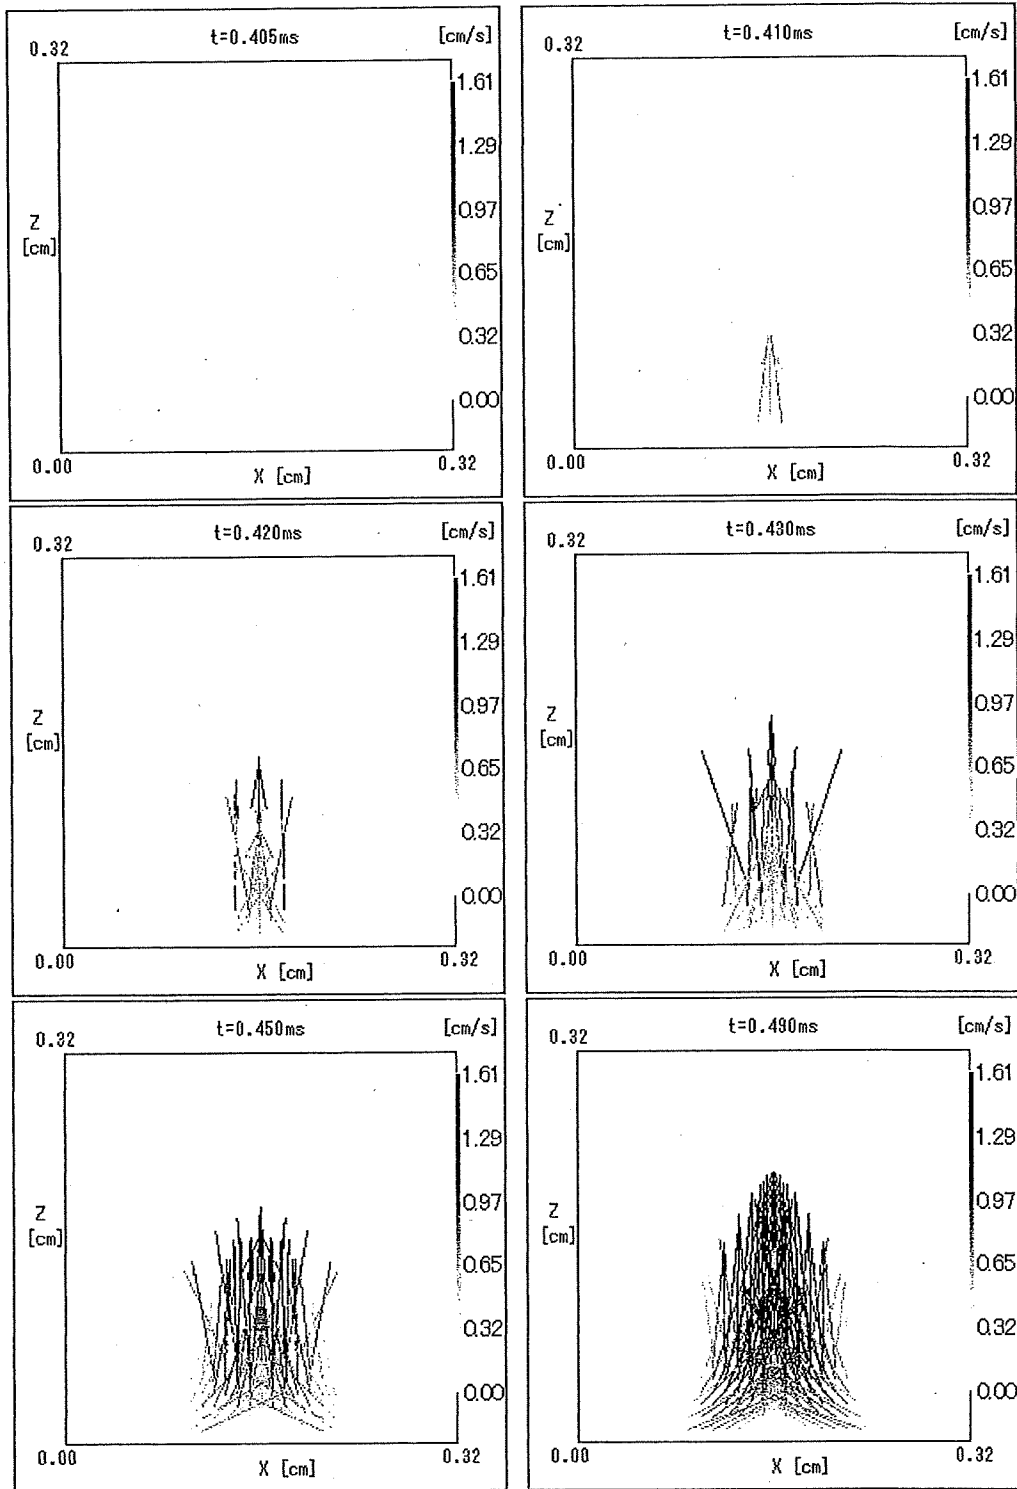 t=0.405ms [cm/s]
0.32
1.61
1.29
0.97
Z
[cm]
0.65
0.32
0.00
0.00 X [cm] 0.32
t=0.410ms [cm/s]
0.32
1.61
1.29
0.97
Z
[cm]
0.65
0.32
0.00
0.00 X [cm] 0.32
t=0.420ms [cm/s]
0.32
1.61
1.29
0.97
Z
[cm]
0.65
0.32
0.00
0.00 X [cm] 0.32
t=0.430ms [cm/s]
0.32
1.61
1.29
0.97
Z
[cm]
0.65
0.32
0.00
0.00 X [cm] 0.32
t=0.450ms [cm/s]
0.32
1.61
1.29
0.97
Z
[cm]
0.65
0.32
0.00
0.00 X [cm] 0.32
t=0.490ms [cm/s]
0.32
1.61
1.29
0.97
Z
[cm]
0.65
0.32
0.00
0.00 X [cm] 0.32